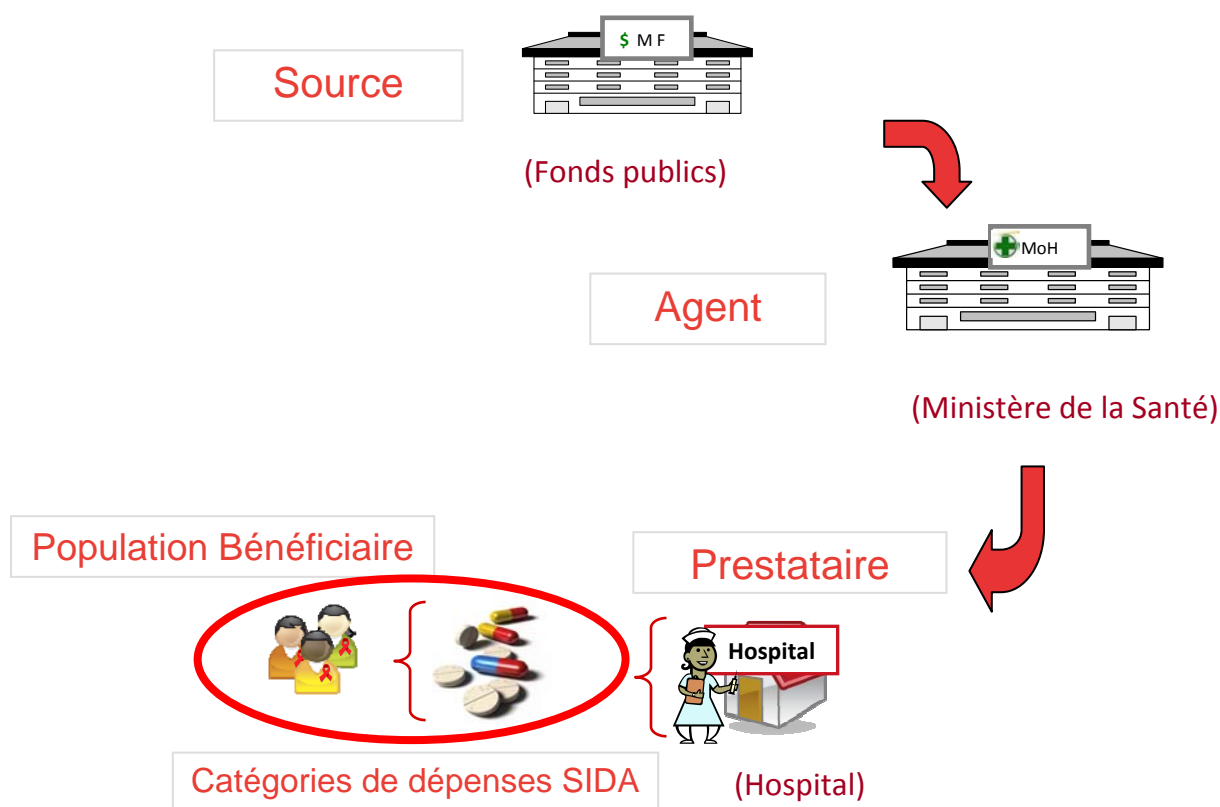 $ M F
Source
(Fonds publics)
MoH
Agent
(Ministère de la Santé)
Population Bénéficiaire
Prestataire
Hospital
Catégories de dépenses SIDA
(Hospital)